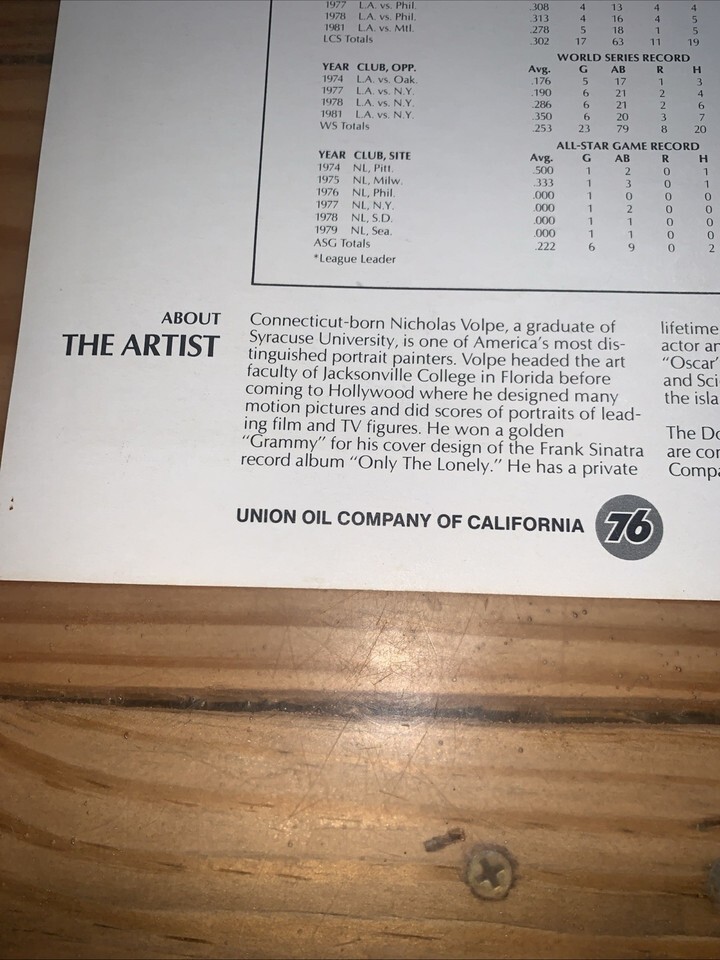 1977 L.A. vs. Phil. .308 4 13 4 4
1978 L.A. vs. Phil. .313 4 16 4 5
1981 L.A. vs. Mtl. .278 5 18 1 5
LCS Totals .302 17 63 11 19
WORLD SERIES RECORD
YEAR CLUB, OPP. Avg. G AB R H
1974 L.A. vs. Oak. .176 5 17 1 3
1977 L.A. vs. N.Y. .190 6 21 2 4
1978 L.A. vs. N.Y. .286 6 21 2 6
1981 L.A. vs. N.Y. .350 6 20 3 7
WS Totals .253 23 79 8 20
ALL-STAR GAME RECORD
YEAR CLUB, SITE Avg. G AB R H
1974 NL, Pitt. .500 1 2 0 1
1975 NL, Milw. .333 1 3 0 1
1976 NL, Phil. .000 1 0 0 0
1977 NL, N.Y. .000 1 2 0 0
1978 NL, S.D. .000 1 1 0 0
1979 NL, Sea. .000 1 1 0 0
ASG Totals .222 6 9 0 2
*League Leader
ABOUT
THE ARTIST
Connecticut-born Nicholas Volpe, a graduate of
Syracuse University, is one of America's most dis-
tinguished portrait painters. Volpe headed the art
faculty of Jacksonville College in Florida before
coming to Hollywood where he designed many
motion pictures and did scores of portraits of lead-
ing film and TV figures. He won a golden
"Grammy" for his cover design of the Frank Sinatra
record album "Only The Lonely." He has a private
lifetime
actor an
"Oscar"
and Sci
the isla
The Do
are con
Compa
UNION OIL COMPANY OF CALIFORNIA 76